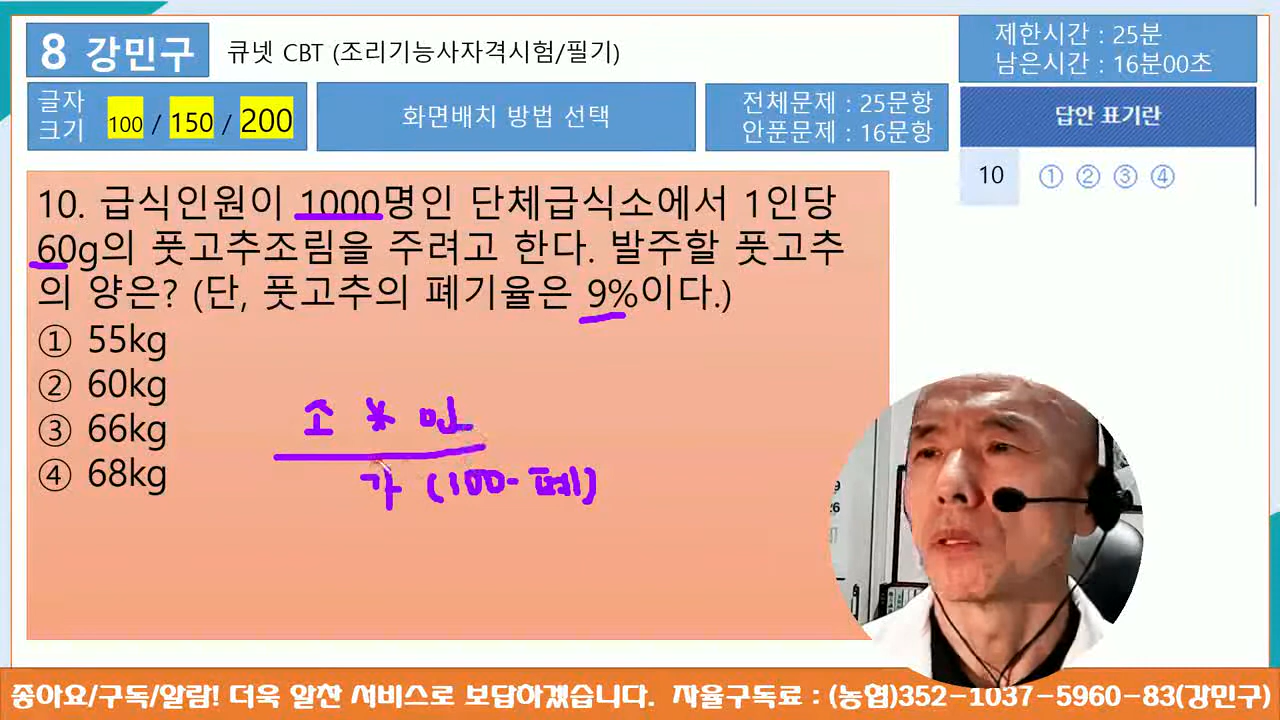 8 강민구
큐넷 CBT (조리기능사자격시험/필기)
제한시간 : 25분
남은시간 : 16분00초
글자
크기
100 / 150 / 200
화면배치 방법 선택
전체문제 : 25문항
안푼문제 : 16문항
답안 표기란
10 ① ② ③ ④
10. 급식인원이 1000명인 단체급식소에서 1인당
60g의 풋고추조림을 주려고 한다. 발주할 풋고추
의 양은? (단, 풋고추의 폐기율은 9%이다.)
① 55kg
② 60kg
③ 66kg
④ 68kg
조 * 인
가 (100-폐)
종아요/구독/알람! 더욱 알찬 서비스로 보답하겠습니다. 자율구독료 : (농협)352-1037-5960-83(강민구)